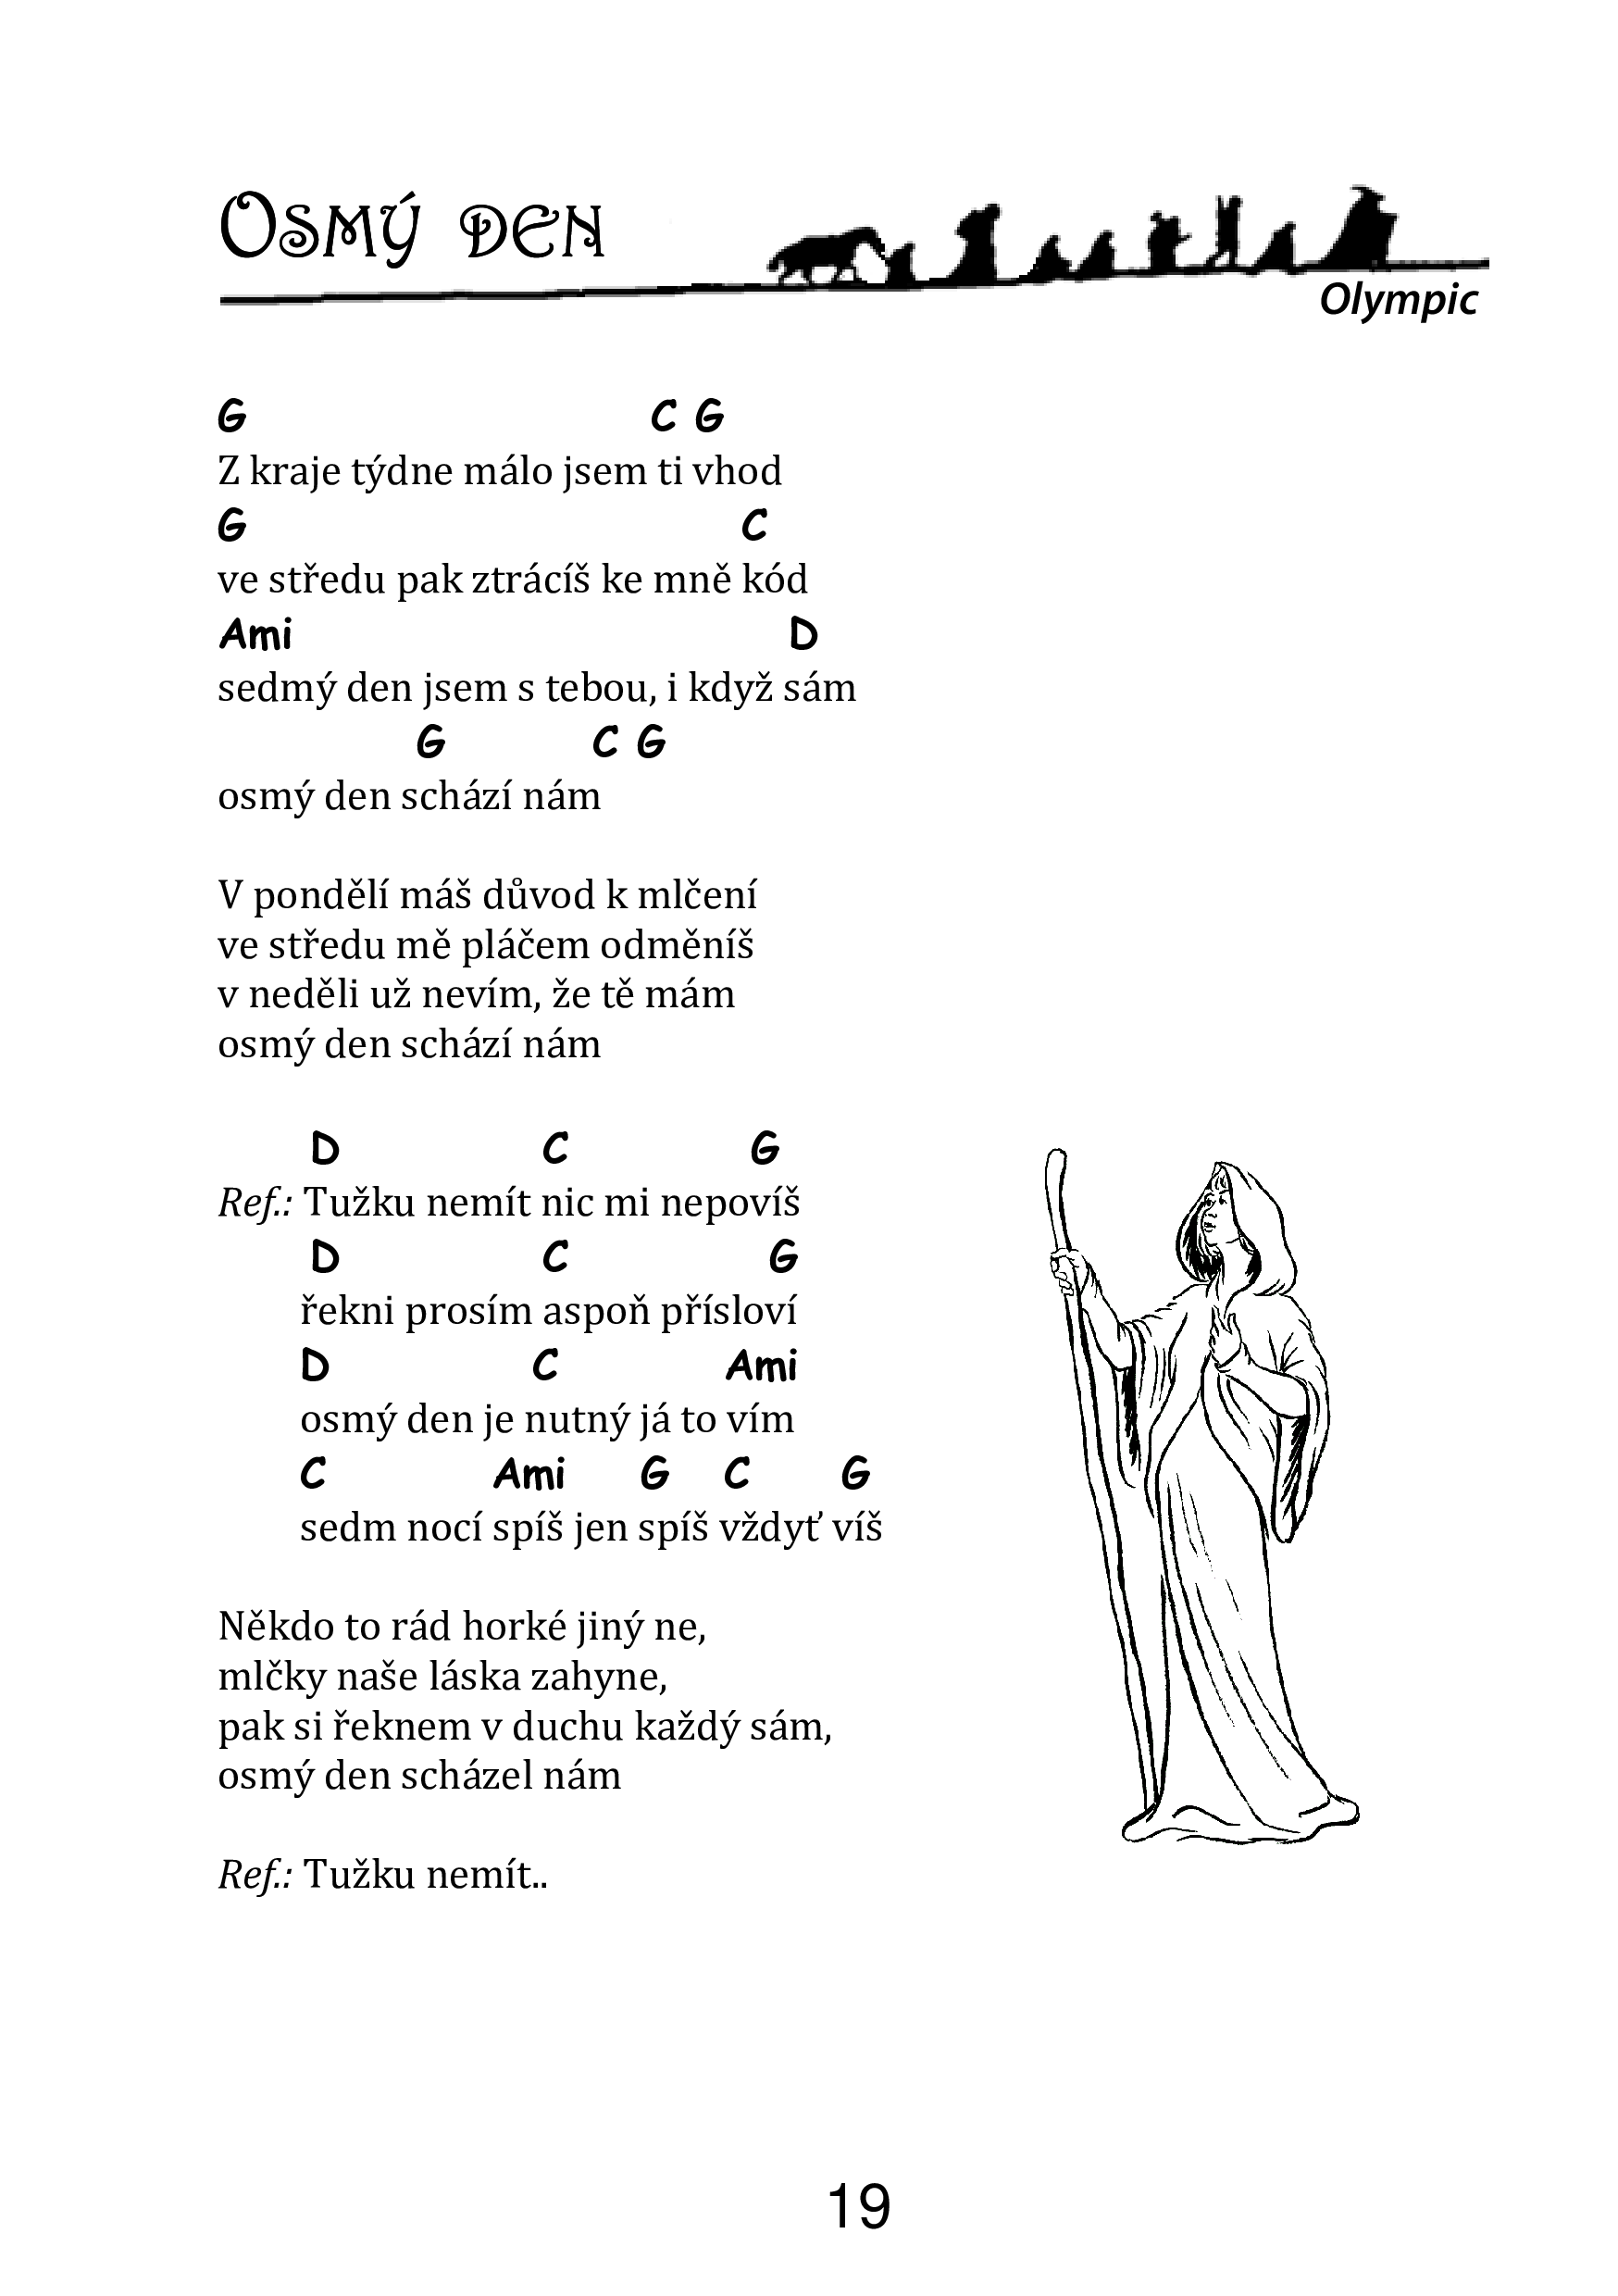 Osmý den
Olympic
G C G
Z kraje týdne málo jsem ti vhod
G C
ve středu pak ztrácíš ke mně kód
Ami D
sedmý den jsem s tebou, i když sám
G C G
osmý den schází nám
V pondělí máš důvod k mlčení
ve středu mě pláčem odměníš
v neděli už nevím, že tě mám
osmý den schází nám
D C G
Ref.: Tužku nemít nic mi nepovíš
D C G
řekni prosím aspoň přísloví
D C Ami
osmý den je nutný já to vím
C Ami G C G
sedm nocí spíš jen spíš vždyť víš
Někdo to rád horké jiný ne,
mlčky naše láska zahyne,
pak si řeknem v duchu každý sám,
osmý den scházel nám
Ref.: Tužku nemít..
19